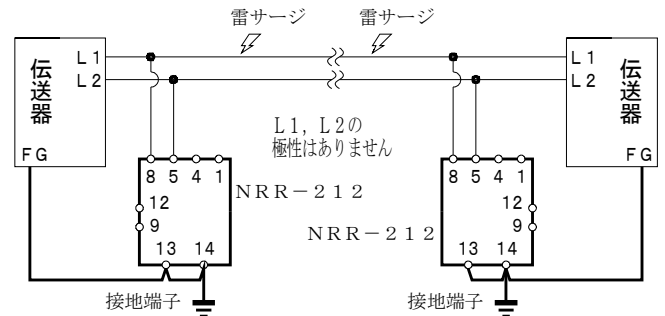 雷サージ 雷サージ
伝送器 L1 L1 伝送器
L2 L2
L1, L2の
極性はありません
FG FG
8 5 4 1 8 5 4 1
NRR-212
12 12
9 NRR-212 9
13 14 13 14
接地端子 接地端子